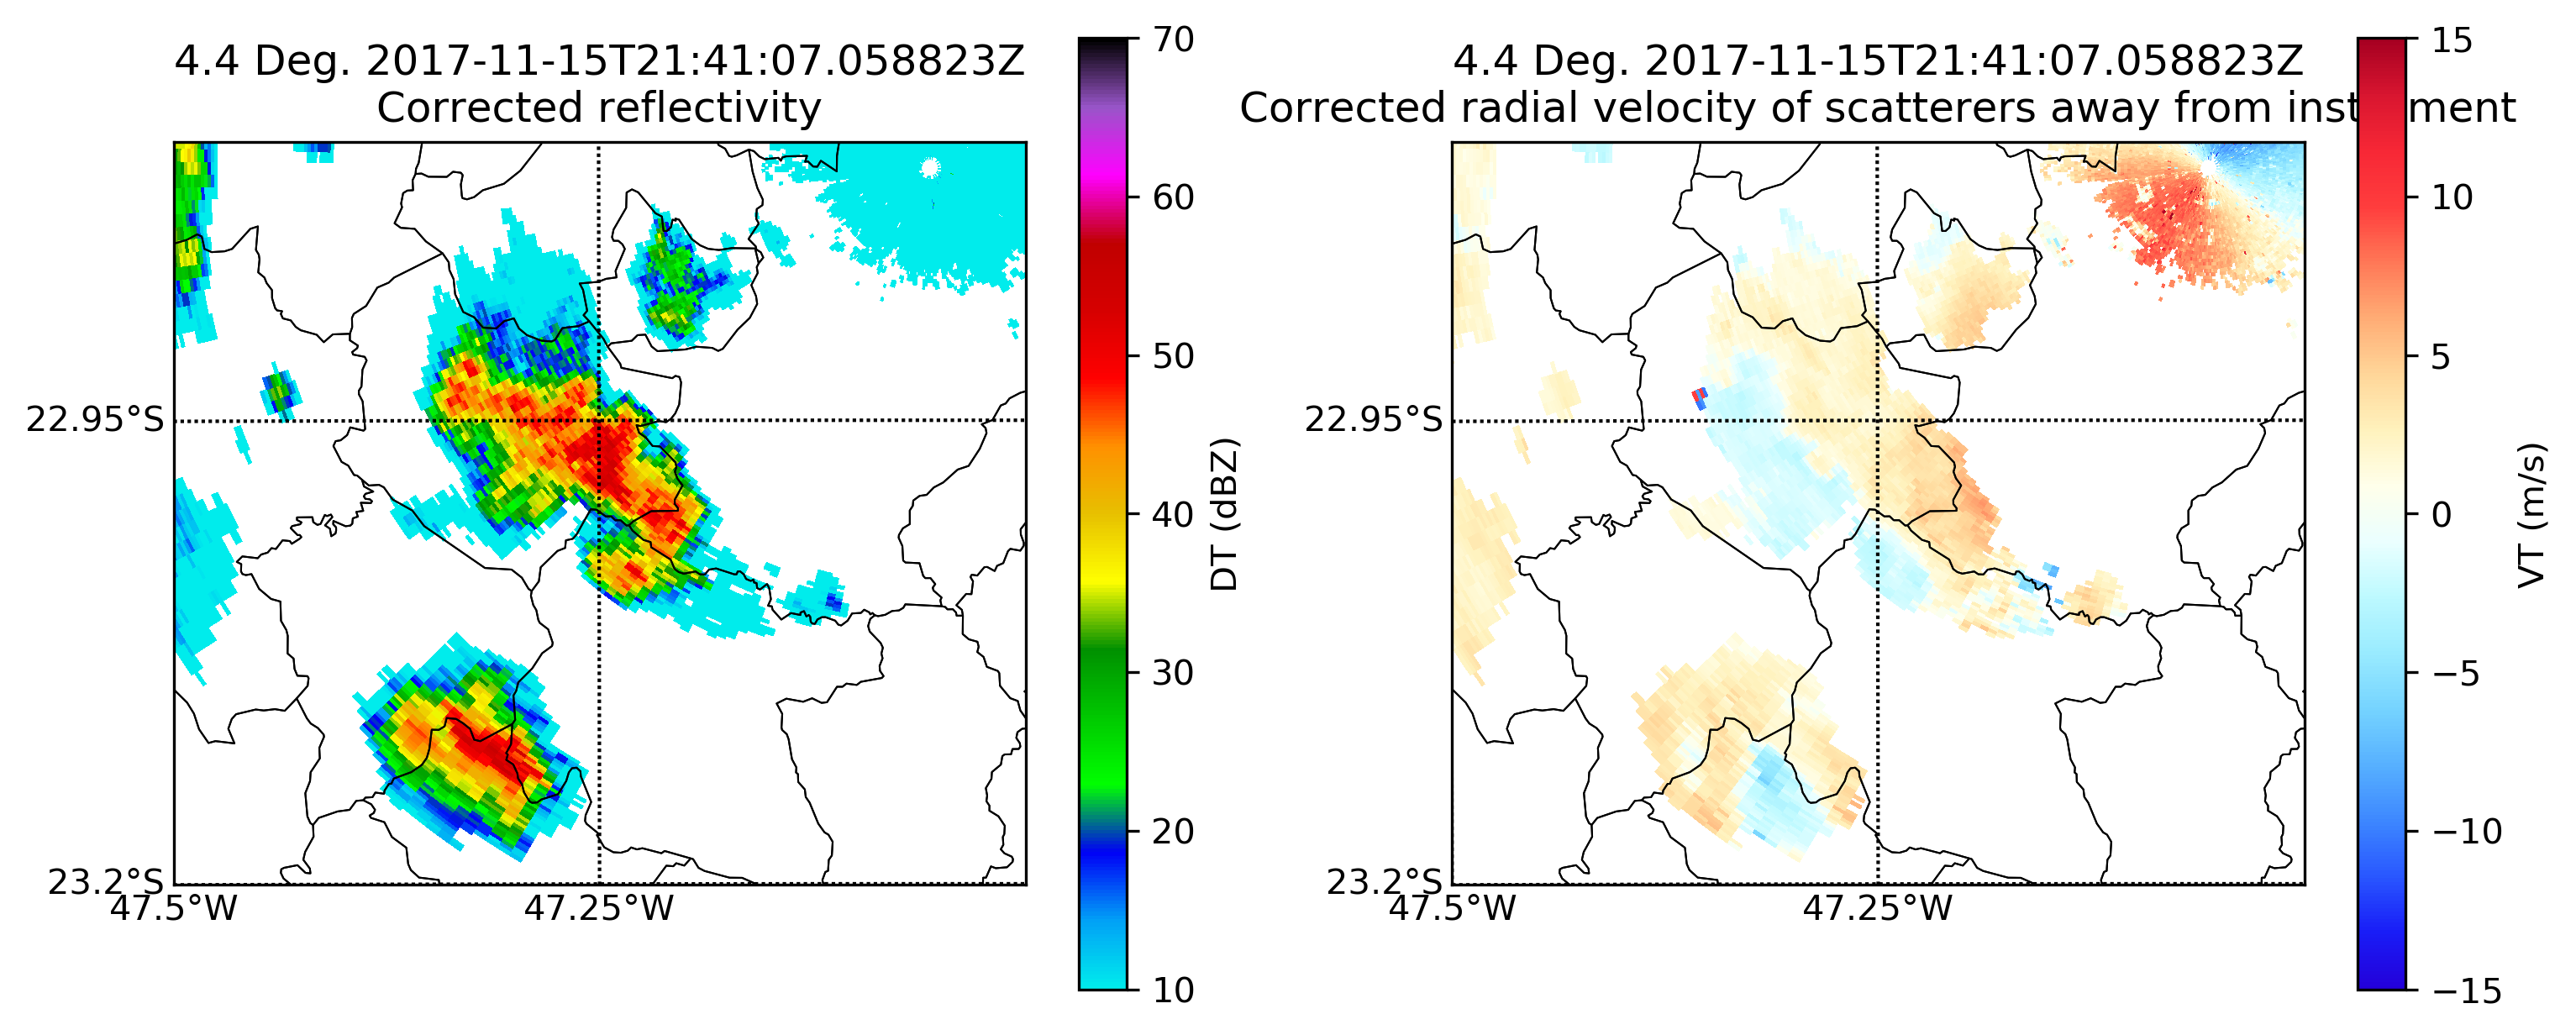 4.4 Deg. 2017-11-15T21:41:07.058823Z
Corrected reflectivity
22.95°S
23.2°S
47.5°W
47.25°W
70
60
50
40
30
20
10
DT (dBZ)
4.4 Deg. 2017-11-15T21:41:07.058823Z
Corrected radial velocity of scatterers away from inst ment
22.95°S
23.2°S
47.5°W
47.25°W
15
10
5
0
−5
−10
−15
VT (m/s)